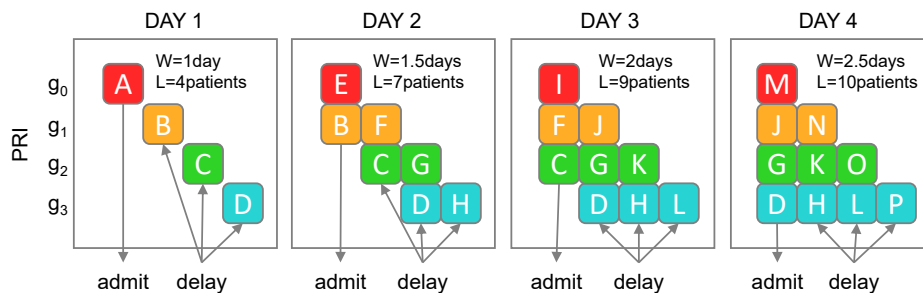 DAY 1
DAY 2
DAY 3
DAY 4
PRI
g0
g1
g2
g3
W=1day
L=4patients
A
B
C
D
admit delay
W=1.5days
L=7patients
E
B F
C G
D H
admit delay
W=2days
L=9patients
I
F J
C G K
D H L
admit delay
W=2.5days
L=10patients
M
J N
G K O
D H L P
admit delay